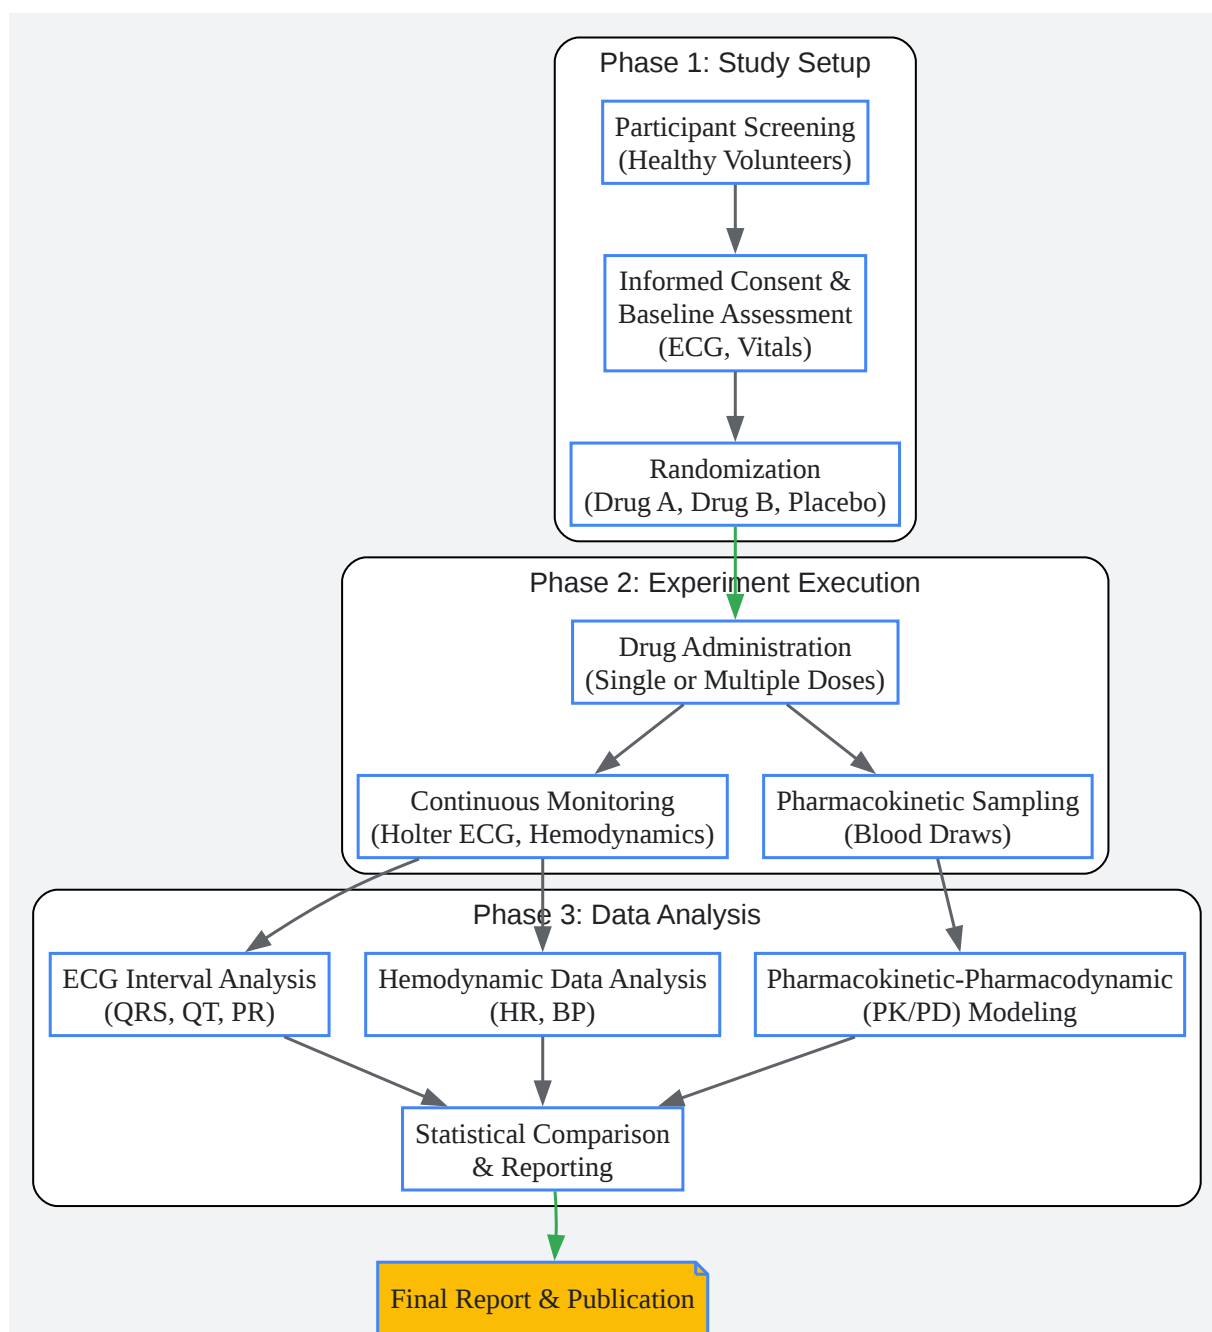 Phase 1: Study Setup
Participant Screening
(Healthy Volunteers)
Informed Consent &
Baseline Assessment
(ECG, Vitals)
Randomization
(Drug A, Drug B, Placebo)
Phase 2: Experiment Execution
Drug Administration
(Single or Multiple Doses)
Continuous Monitoring
(Holter ECG, Hemodynamics)
Pharmacokinetic Sampling
(Blood Draws)
Phase 3: Data Analysis
ECG Interval Analysis
(QRS, QT, PR)
Hemodynamic Data Analysis
(HR, BP)
Pharmacokinetic-Pharmacodynamic
(PK/PD) Modeling
Statistical Comparison
& Reporting
Final Report & Publication